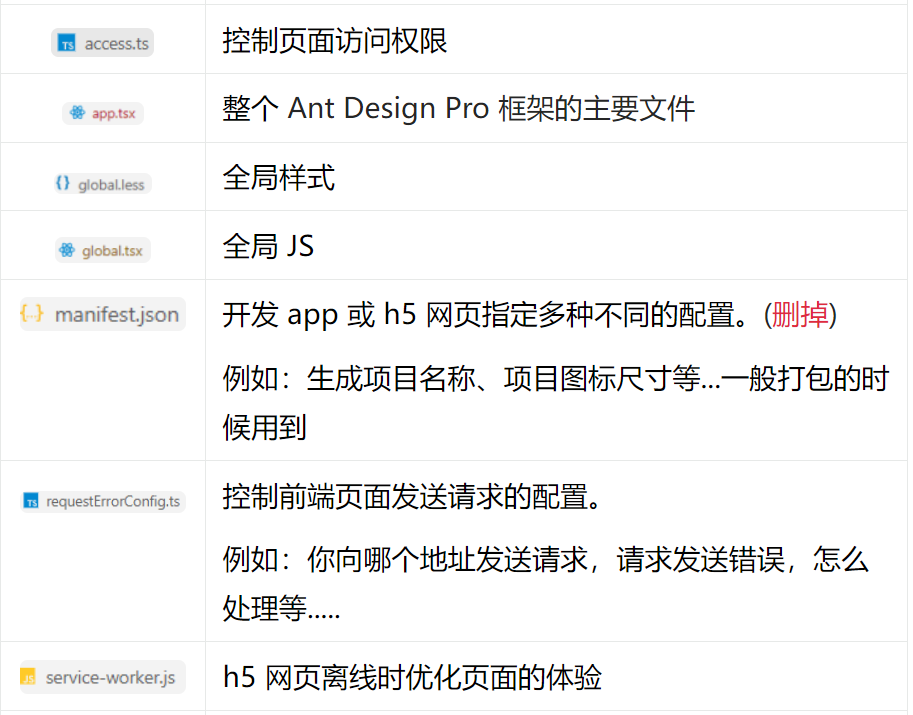 access.ts 控制页面访问权限
app.tsx 整个 Ant Design Pro 框架的主要文件
global.less 全局样式
global.tsx 全局 JS
manifest.json 开发 app 或 h5 网页指定多种不同的配置。(删掉)
例如：生成项目名称、项目图标尺寸等...一般打包的时
候用到
requestErrorConfig.ts 控制前端页面发送请求的配置。
例如：你向哪个地址发送请求，请求发送错误，怎么
处理等.....
service-worker.js h5 网页离线时优化页面的体验